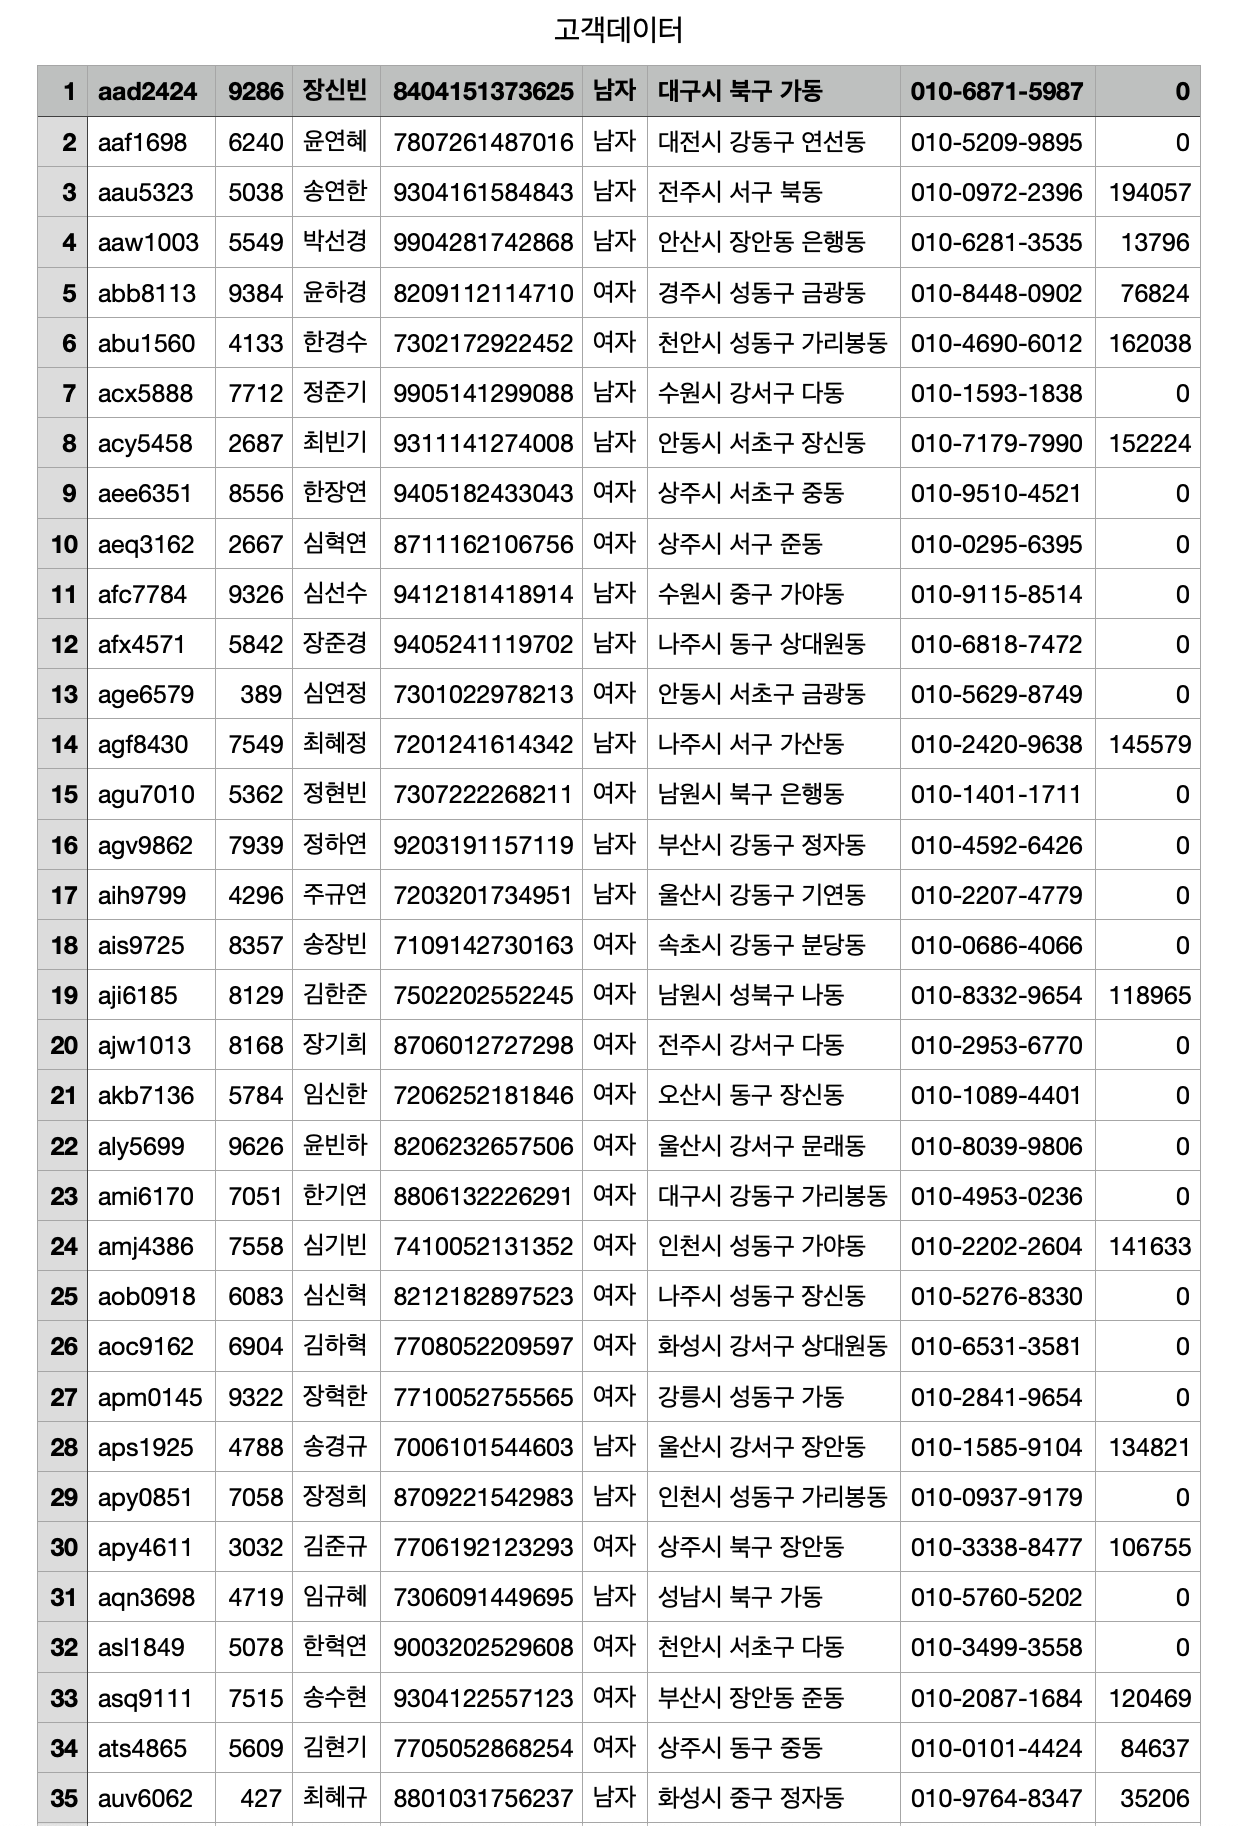 고객데이터
1 aad2424 9286 장신빈 8404151373625 남자 대구시 북구 가동 010-6871-5987 0
2 aaf1698 6240 윤연혜 7807261487016 남자 대전시 강동구 연선동 010-5209-9895 0
3 aau5323 5038 송연한 9304161584843 남자 전주시 서구 북동 010-0972-2396 194057
4 aaw1003 5549 박선경 9904281742868 남자 안산시 장안동 은행동 010-6281-3535 13796
5 abb8113 9384 윤하경 8209112114710 여자 경주시 성동구 금광동 010-8448-0902 76824
6 abu1560 4133 한경수 7302172922452 여자 천안시 성동구 가리봉동 010-4690-6012 162038
7 acx5888 7712 정준기 9905141299088 남자 수원시 강서구 다동 010-1593-1838 0
8 acy5458 2687 최빈기 9311141274008 남자 안동시 서초구 장신동 010-7179-7990 152224
9 aee6351 8556 한장연 9405182433043 여자 상주시 서초구 중동 010-9510-4521 0
10 aeq3162 2667 심혁연 8711162106756 여자 상주시 서구 준동 010-0295-6395 0
11 afc7784 9326 심선수 9412181418914 남자 수원시 중구 가야동 010-9115-8514 0
12 afx4571 5842 장준경 9405241119702 남자 나주시 동구 상대원동 010-6818-7472 0
13 age6579 389 심연정 7301022978213 여자 안동시 서초구 금광동 010-5629-8749 0
14 agf8430 7549 최혜정 7201241614342 남자 나주시 서구 가산동 010-2420-9638 145579
15 agu7010 5362 정현빈 7307222268211 여자 남원시 북구 은행동 010-1401-1711 0
16 agv9862 7939 정하연 9203191157119 남자 부산시 강동구 정자동 010-4592-6426 0
17 aih9799 4296 주규연 7203201734951 남자 울산시 강동구 기연동 010-2207-4779 0
18 ais9725 8357 송장빈 7109142730163 여자 속초시 강동구 분당동 010-0686-4066 0
19 aji6185 8129 김한준 7502202552245 여자 남원시 성북구 나동 010-8332-9654 118965
20 ajw1013 8168 장기희 8706012727298 여자 전주시 강서구 다동 010-2953-6770 0
21 akb7136 5784 임신한 7206252181846 여자 오산시 동구 장신동 010-1089-4401 0
22 aly5699 9626 윤빈하 8206232657506 여자 울산시 강서구 문래동 010-8039-9806 0
23 ami6170 7051 한기연 8806132226291 여자 대구시 강동구 가리봉동 010-4953-0236 0
24 amj4386 7558 심기빈 7410052131352 여자 인천시 성동구 가야동 010-2202-2604 141633
25 aob0918 6083 심신혁 8212182897523 여자 나주시 성동구 장신동 010-5276-8330 0
26 aoc9162 6904 김하혁 7708052209597 여자 화성시 강서구 상대원동 010-6531-3581 0
27 apm0145 9322 장혁한 7710052755565 여자 강릉시 성동구 가동 010-2841-9654 0
28 aps1925 4788 송경규 7006101544603 남자 울산시 강서구 장안동 010-1585-9104 134821
29 apy0851 7058 장정희 8709221542983 남자 인천시 성동구 가리봉동 010-0937-9179 0
30 apy4611 3032 김준규 7706192123293 여자 상주시 북구 장안동 010-3338-8477 106755
31 aqn3698 4719 임규혜 7306091449695 남자 성남시 북구 가동 010-5760-5202 0
32 asl1849 5078 한혁연 9003202529608 여자 천안시 서초구 다동 010-3499-3558 0
33 asq9111 7515 송수현 9304122557123 여자 부산시 장안동 준동 010-2087-1684 120469
34 ats4865 5609 김현기 7705052868254 여자 상주시 동구 중동 010-0101-4424 84637
35 auv6062 427 최혜규 8801031756237 남자 화성시 중구 정자동 010-9764-8347 35206